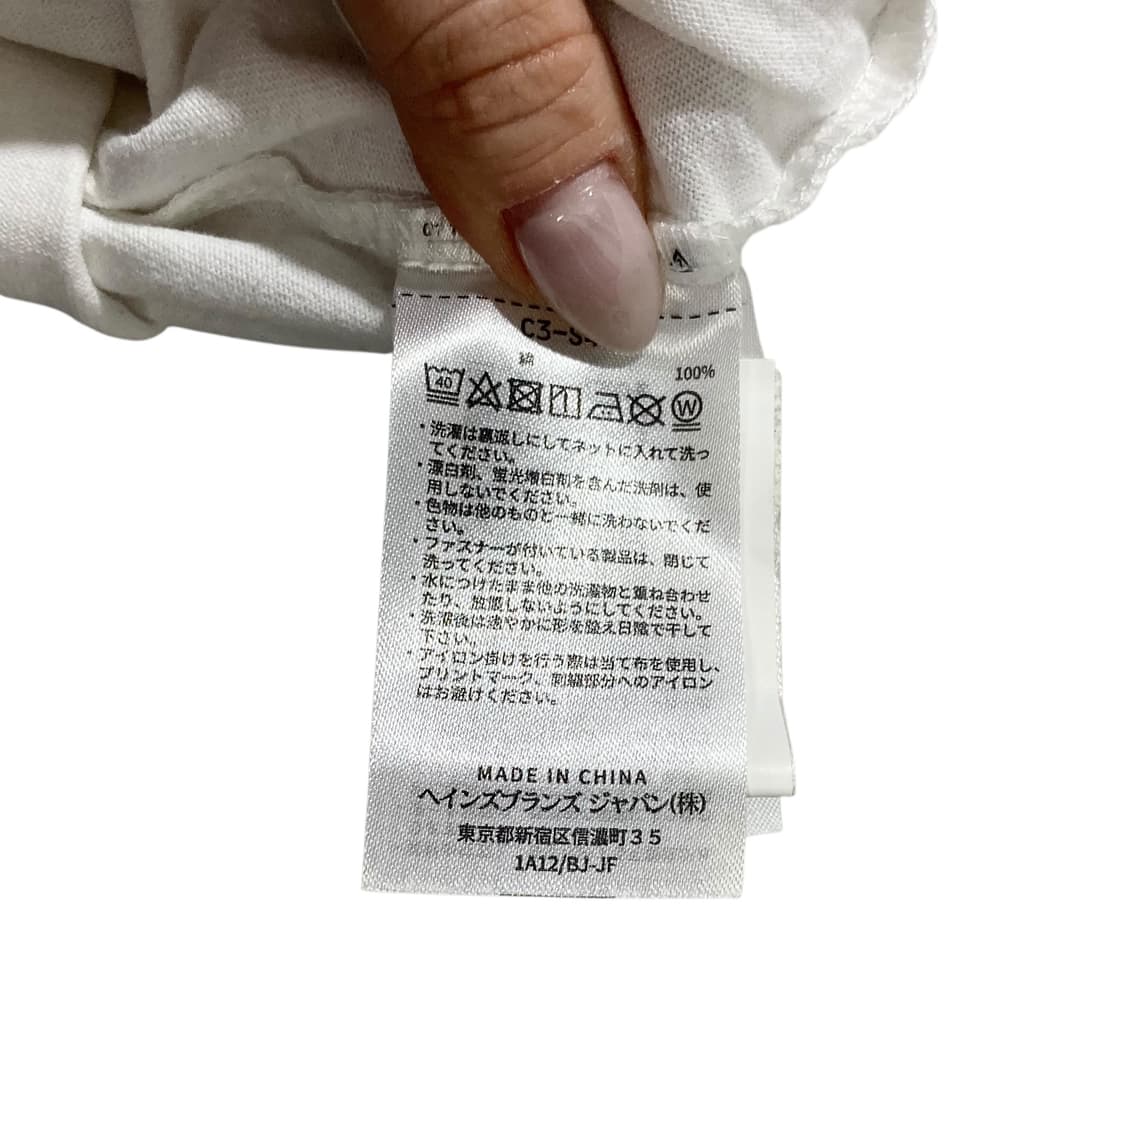 C3-S
綿
100%
40
W
・洗濯は裏返しにしてネットに入れて洗っ
てください。
・漂白剤、蛍光増白剤を含んだ洗剤は、使
用しないでください。
・色物は他のものと一緒に洗わないでくだ
さい。
・ファスナーが付いている製品は、閉じて
洗ってください。
・水につけたまま他の洗濯物と重ね合わせ
たり、放置しないようにしてください。
・洗濯後は速やかに形を整え日陰で干して
下さい。
・アイロン掛けを行う際は当て布を使用し、
プリントマーク、刺繍部分へのアイロン
はお避けください。
MADE IN CHINA
ヘインズブランズ ジャパン(株)
東京都新宿区信濃町35
1A12/BJ-JF